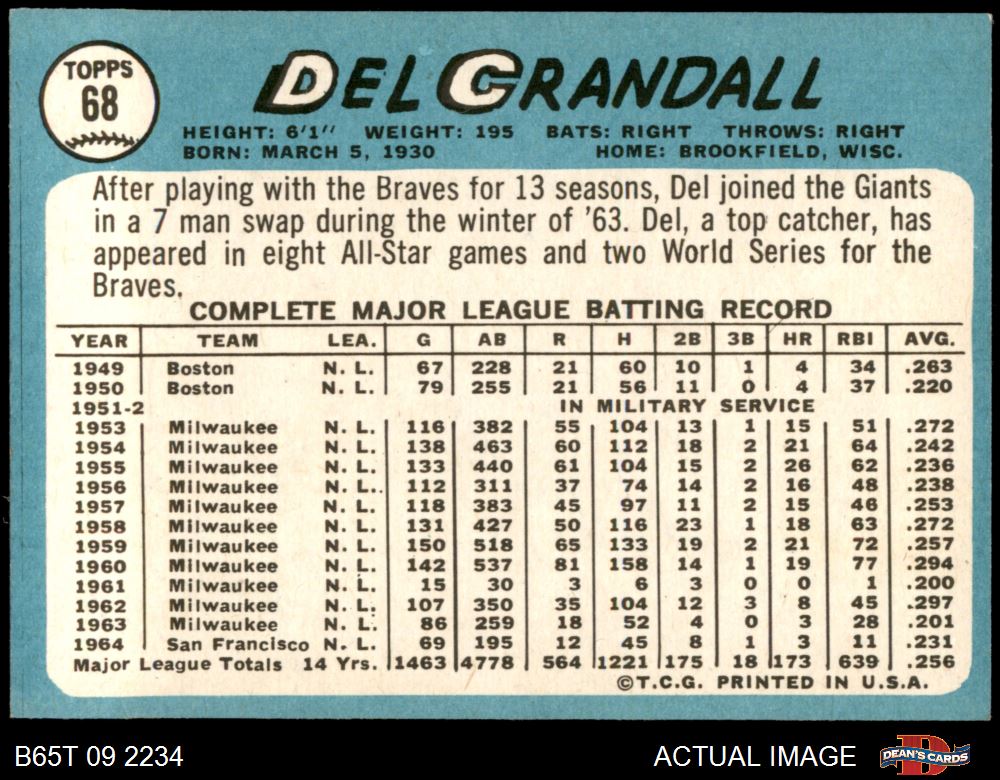 TOPPS
68
DEL CRANDALL
HEIGHT: 6'1" WEIGHT: 195 BATS: RIGHT THROWS: RIGHT
BORN: MARCH 5, 1930 HOME: BROOKFIELD, WISC.
After playing with the Braves for 13 seasons, Del joined the Giants
in a 7 man swap during the winter of '63. Del, a top catcher, has
appeared in eight All-Star games and two World Series for the
Braves.
COMPLETE MAJOR LEAGUE BATTING RECORD
YEAR TEAM LEA. G AB R H 2B 3B HR RBI AVG.
1949 Boston N. L. 67 228 21 60 10 1 4 34 .263
1950 Boston N. L. 79 255 21 56 11 0 4 37 .220
1951-2 IN MILITARY SERVICE
1953 Milwaukee N. L. 116 382 55 104 13 1 15 51 .272
1954 Milwaukee N. L. 138 463 60 112 18 2 21 64 .242
1955 Milwaukee N. L. 133 440 61 104 15 2 26 62 .236
1956 Milwaukee N. L.. 112 311 37 74 14 2 16 48 .238
1957 Milwaukee N. L. 118 383 45 97 11 2 15 46 .253
1958 Milwaukee N. L. 131 427 50 116 23 1 18 63 .272
1959 Milwaukee N. L. 150 518 65 133 19 2 21 72 .257
1960 Milwaukee N. L. 142 537 81 158 14 1 19 77 .294
1961 Milwaukee N. L. 15 30 3 6 3 0 0 1 .200
1962 Milwaukee N. L. 107 350 35 104 12 3 8 45 .297
1963 Milwaukee N. L. 86 259 18 52 4 0 3 28 .201
1964 San Francisco N. L. 69 195 12 45 8 1 3 11 .231
Major League Totals 14 Yrs. 1463 4778 564 1221 175 18 173 639 .256
©T.C.G. PRINTED IN U.S.A.
B65T 09 2234 ACTUAL IMAGE DEAN'S CARDS